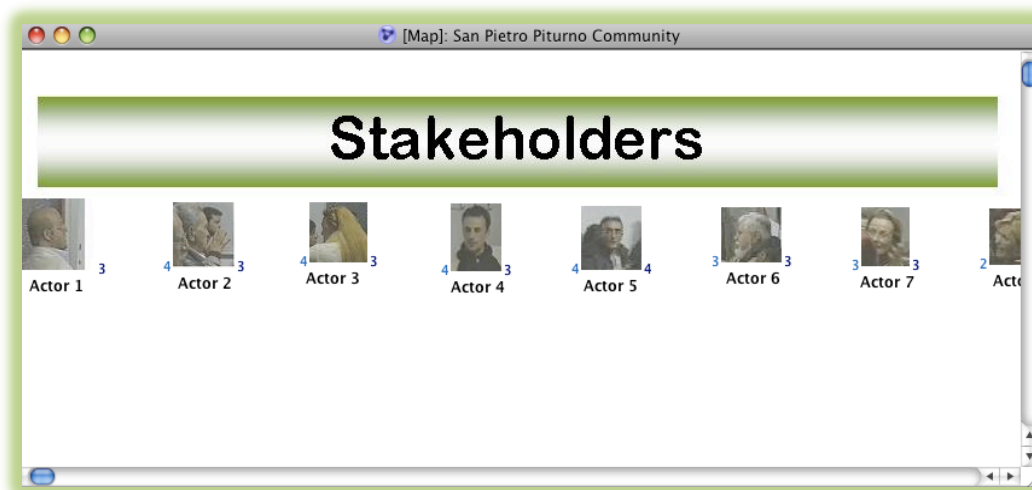 [Map]: San Pietro Piturno Community
Stakeholders
3 4 3 4 3 4 3 4 4 3 3 3 3 2
Actor 1 Actor 2 Actor 3 Actor 4 Actor 5 Actor 6 Actor 7